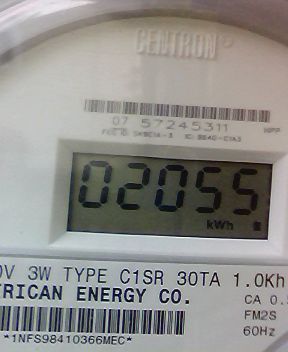 CENTRON®
07 57245311
02055
kWh
0V 3W TYPE C1SR 30TA 1.0Kh
TRICAN ENERGY CO.
CA 0.
FM2S
*1NFS98410366MEC*
60Hz